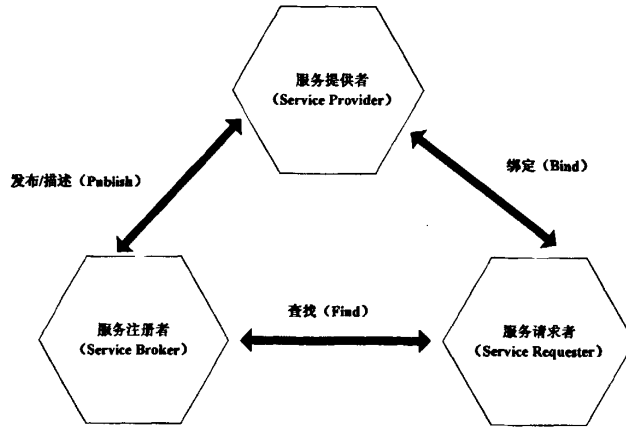 服务提供者
(Service Provider)
发布/描述（Publish）
绑定（Bind）
查找（Find）
服务注册者
(Service Broker)
服务请求者
(Service Requester)